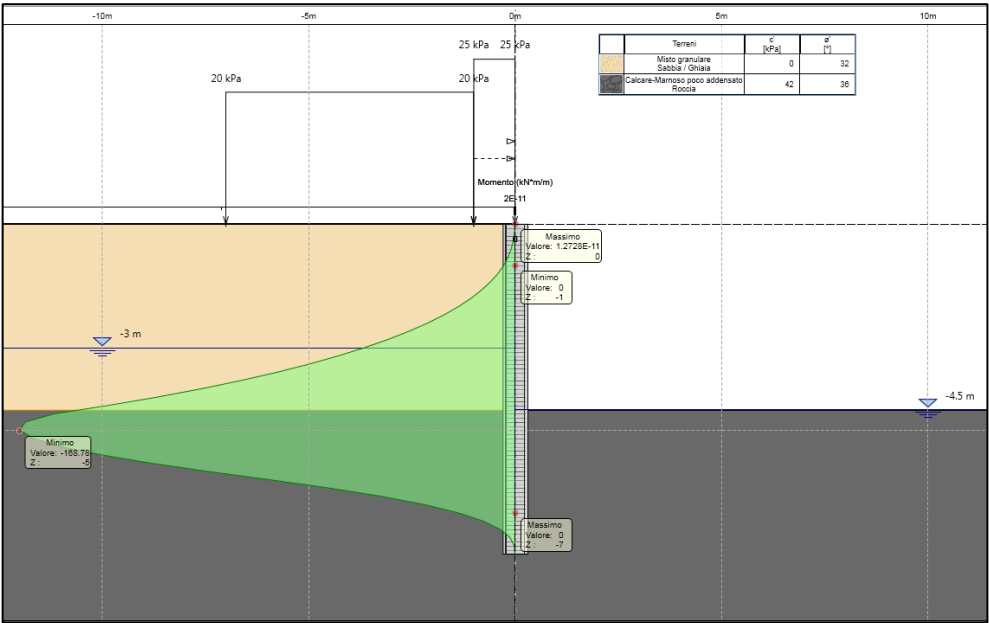 -10m -5m 0m 5m 10m
25 kPa 25 kPa
20 kPa 20 kPa
Terreni c' [kPa] ø' [°]
Misto granulare
Sabbia / Ghiaia 0 32
Calcare-Marnoso poco addensato
Roccia 42 36
Momento (kN*m/m)
2E-11
0
Massimo
Valore: 1.2728E-11
Z : 0
Minimo
Valore: 0
Z : -1
-3 m
-4.5 m
Minimo
Valore: -168.78
Z : -5
Massimo
Valore: 0
Z : -7